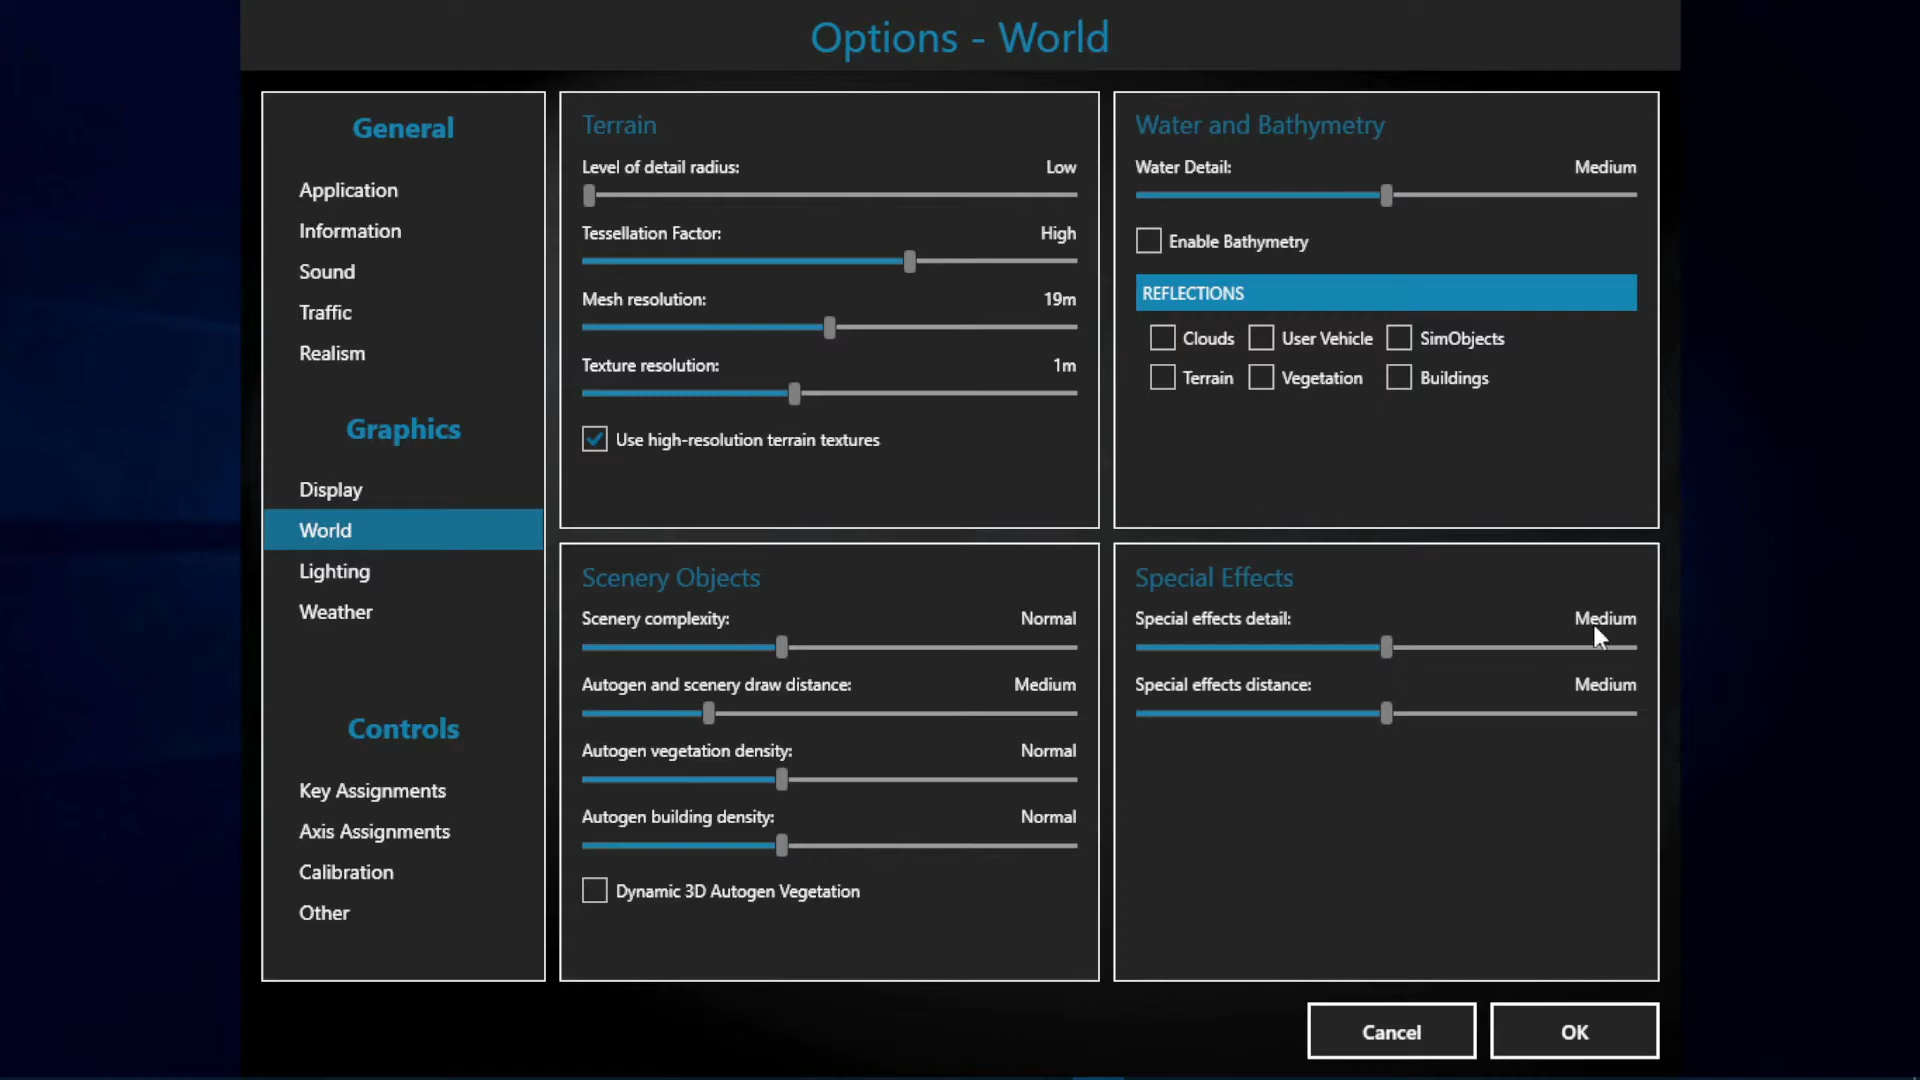 Options - World
General
Application
Information
Sound
Traffic
Realism
Graphics
Display
World
Lighting
Weather
Controls
Key Assignments
Axis Assignments
Calibration
Other
Terrain
Level of detail radius: Low
Tessellation Factor: High
Mesh resolution: 19m
Texture resolution: 1m
Use high-resolution terrain textures
Water and Bathymetry
Water Detail: Medium
Enable Bathymetry
REFLECTIONS
Clouds User Vehicle SimObjects
Terrain Vegetation Buildings
Scenery Objects
Scenery complexity: Normal
Autogen and scenery draw distance: Medium
Autogen vegetation density: Normal
Autogen building density: Normal
Dynamic 3D Autogen Vegetation
Special Effects
Special effects detail: Medium
Special effects distance: Medium
Cancel OK